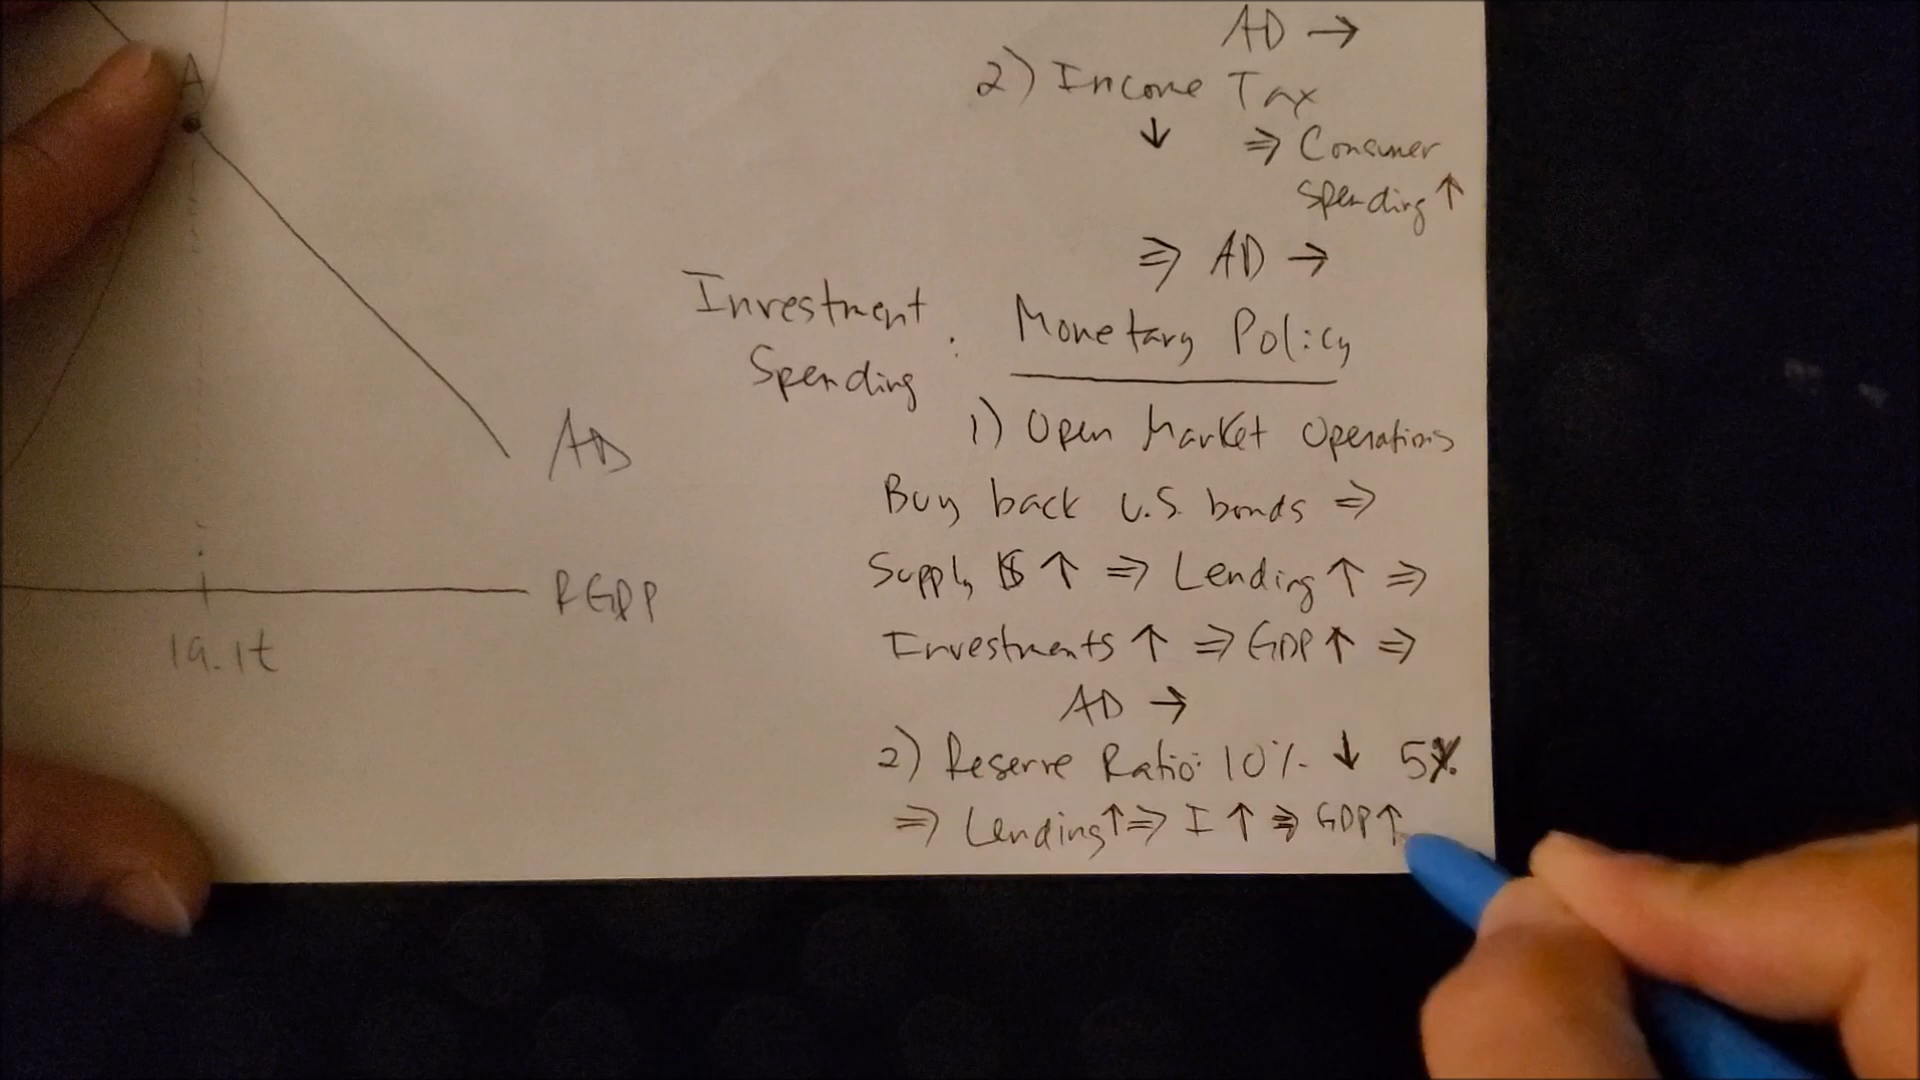 A
AD
RGDP
19.1t
AD →
2) Income Tax
↓ ⇒ Consumer
Spending ↑
⇒ AD →
Investment
Spending : Monetary Policy
1) Open Market Operations
Buy back U.S. bonds ⇒
Supply $ ↑ ⇒ Lending ↑ ⇒
Investments ↑ ⇒ GDP ↑ ⇒
AD →
2) Reserve Ratio: 10% ↓ 5%
⇒ Lending ↑ ⇒ I ↑ ⇒ GDP ↑